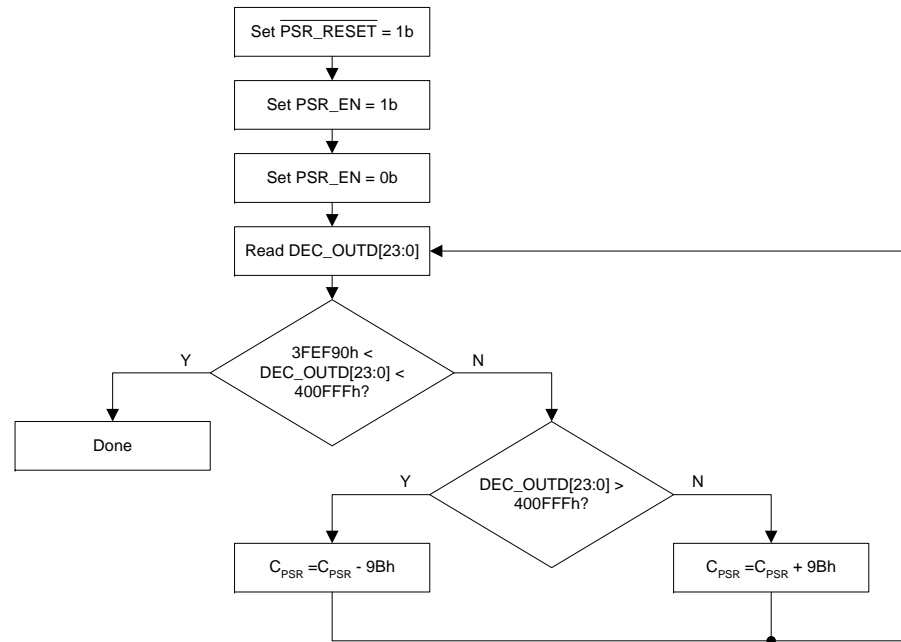 Set PSR_RESET = 1b
Set PSR_EN = 1b
Set PSR_EN = 0b
Read DEC_OUTD[23:0]
3FEF90h <
DEC_OUTD[23:0] <
400FFFh?
Y
N
Done
DEC_OUTD[23:0] >
400FFFh?
Y
N
CPSR =CPSR - 9Bh
CPSR =CPSR + 9Bh